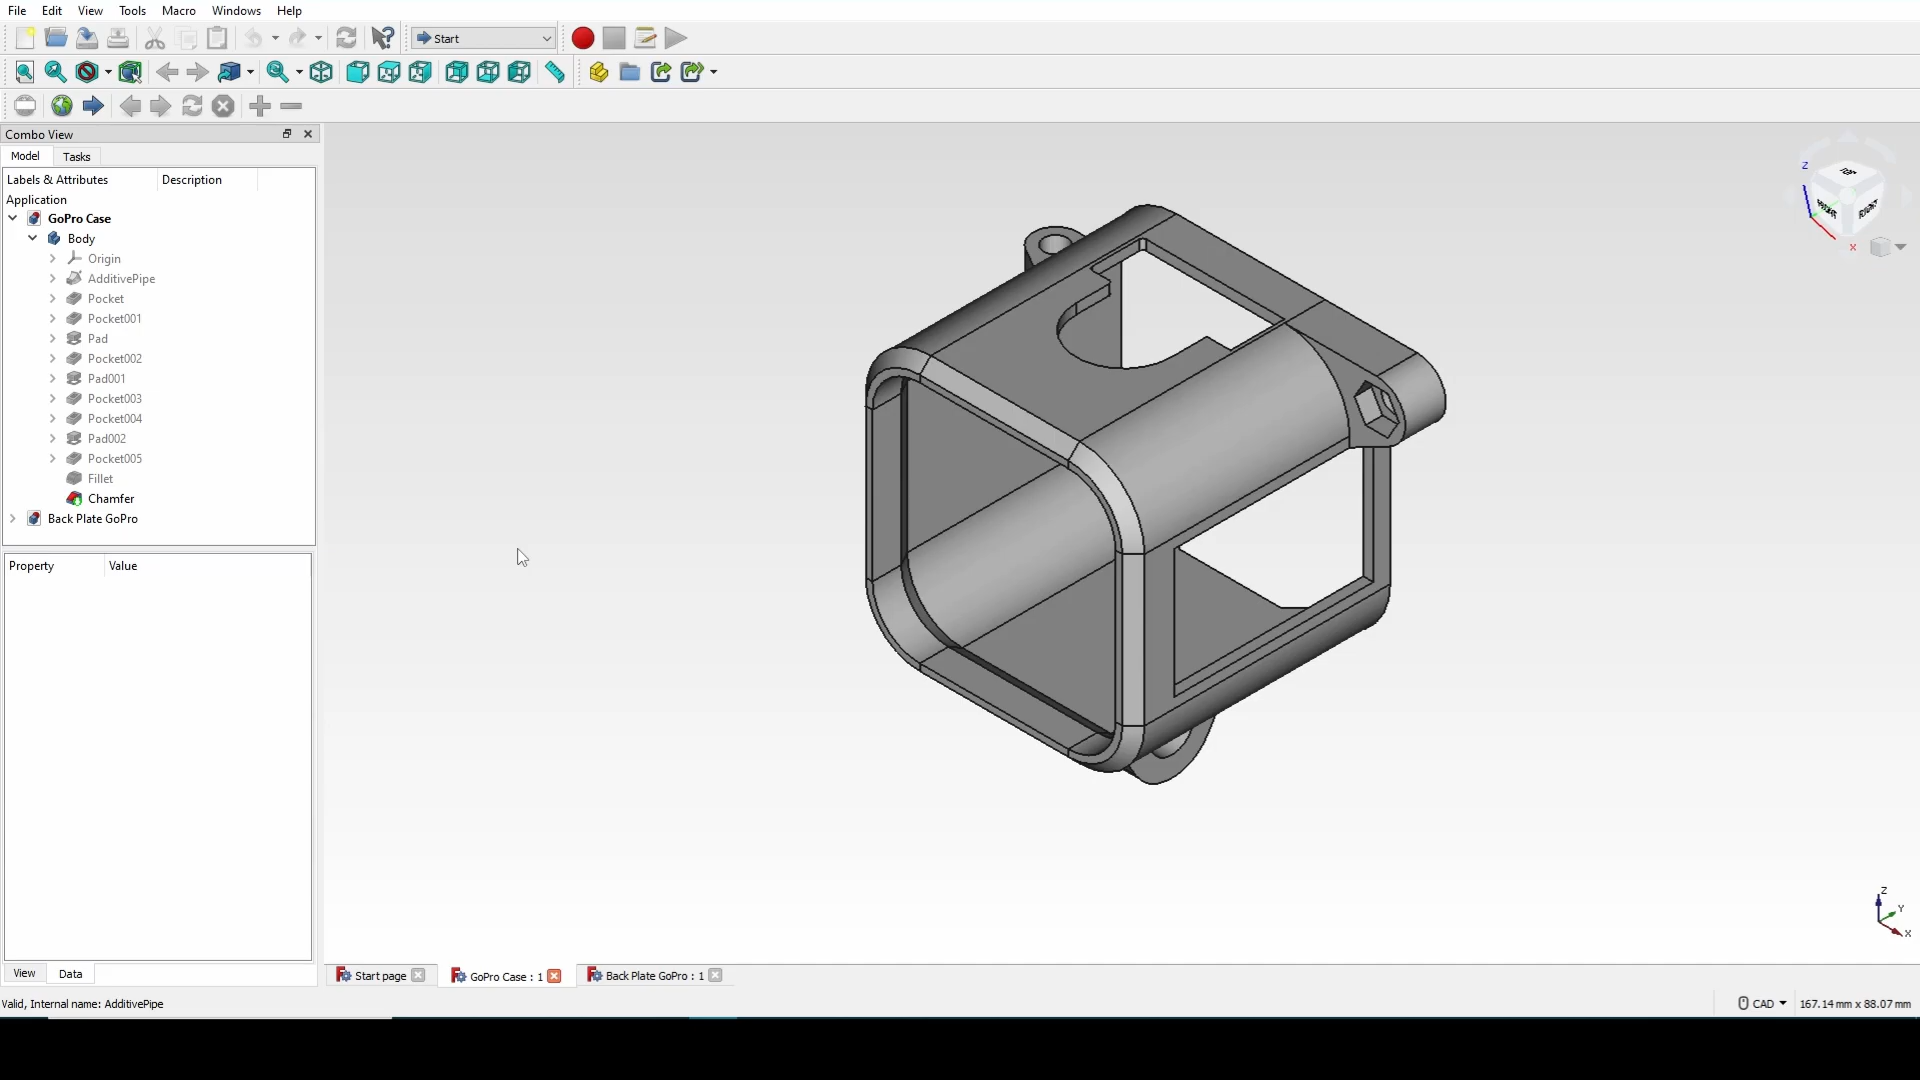 File Edit View Tools Macro Windows Help
Start
Combo View
Model Tasks
Labels & Attributes Description
Application
GoPro Case
Body
Origin
AdditivePipe
Pocket
Pocket001
Pad
Pocket002
Pad001
Pocket003
Pocket004
Pad002
Pocket005
Fillet
Chamfer
Back Plate GoPro
Property Value
Z
TOP
RIGHT
X
Z
Y
X
View Data
Start page GoPro Case : 1 Back Plate GoPro : 1
Valid, Internal name: AdditivePipe
CAD 167.14 mm x 88.07 mm